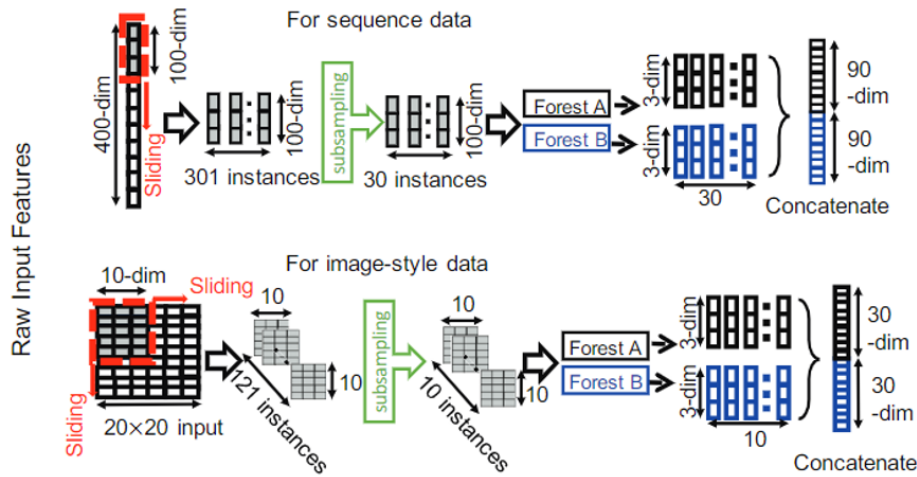 Raw Input Features
For sequence data
400-dim
100-dim
Sliding
301 instances
100-dim
subsampling
30 instances
100-dim
Forest A
Forest B
3-dim
3-dim
30
90
-dim
90
-dim
Concatenate
For image-style data
10-dim
Sliding
Sliding
20×20 input
10
10
121 instances
subsampling
10
10
10 instances
Forest A
Forest B
3-dim
3-dim
10
30
-dim
30
-dim
Concatenate